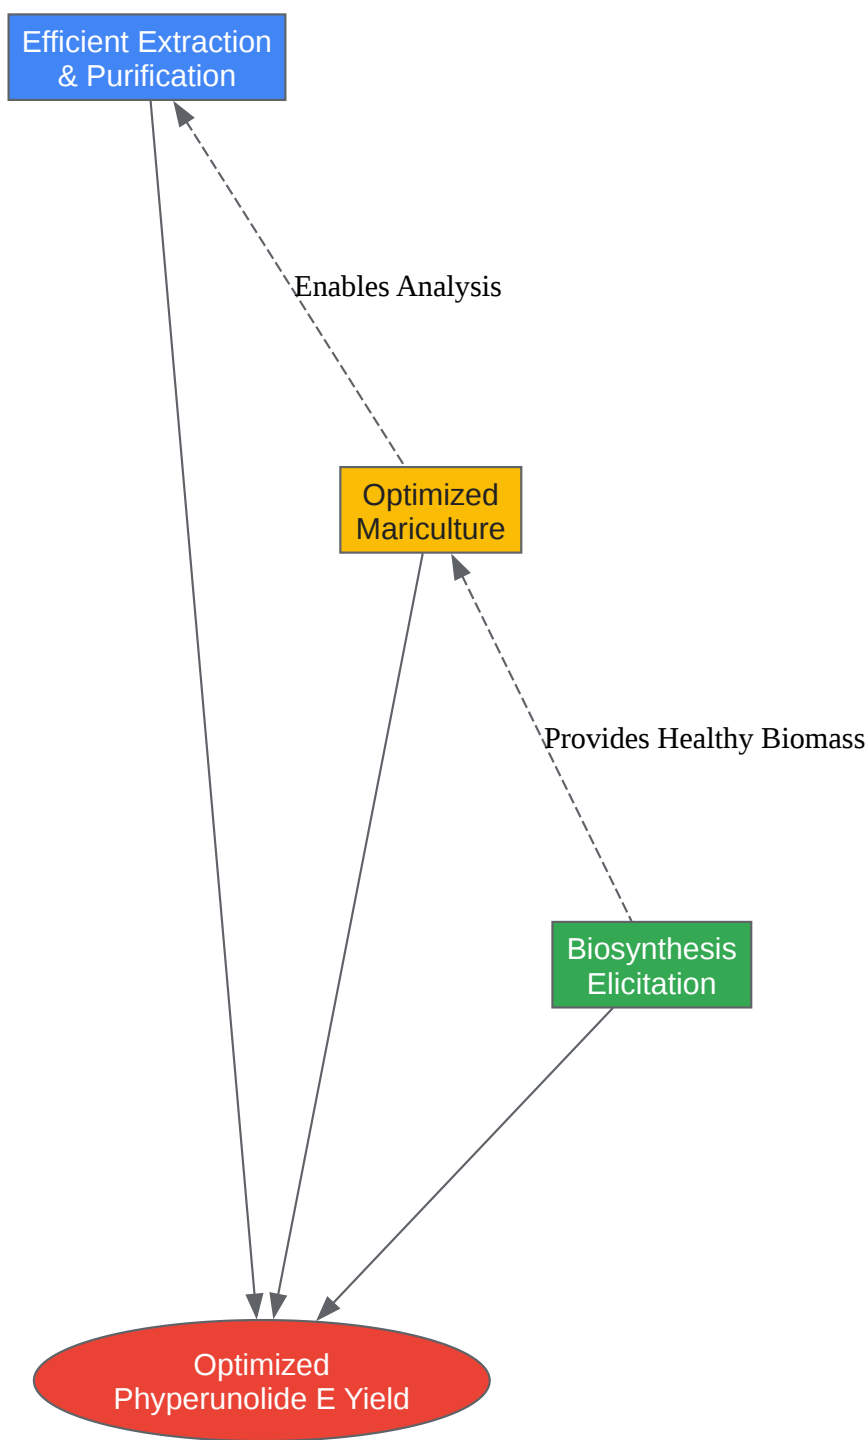 Efficient Extraction
& Purification
Enables Analysis
Optimized
Mariculture
Provides Healthy Biomass
Biosynthesis
Elicitation
Optimized
Phyperunolide E Yield